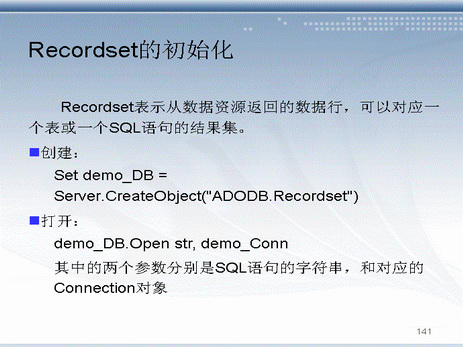 Recordset的初始化
Recordset表示从数据资源返回的数据行，可以对应一
个表或一个SQL语句的结果集。
创建：
Set demo_DB =
Server.CreateObject("ADODB.Recordset")
打开：
demo_DB.Open str, demo_Conn
其中的两个参数分别是SQL语句的字符串，和对应的
Connection对象
141